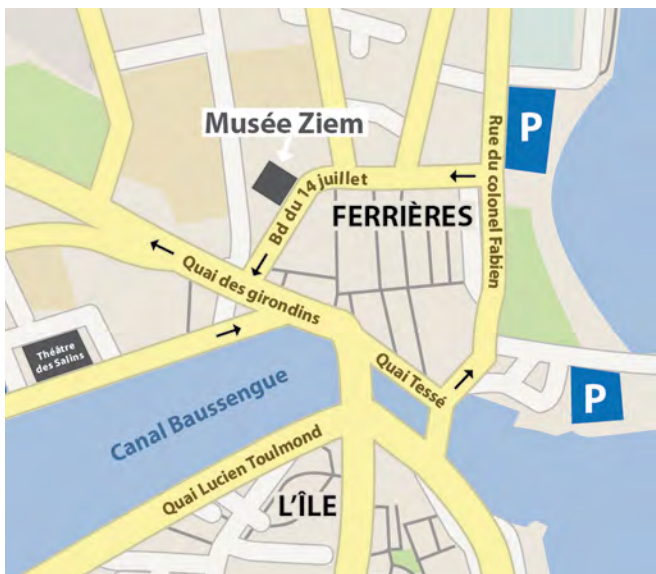 P
Musée Ziem
Rue du colonel Fabien
Bd du 14 juillet
FERRIÈRES
Quai des girondins
Théâtre
des Salins
Quai Tessé
P
Canal Baussengue
Quai Lucien Toulmond
L'ÎLE